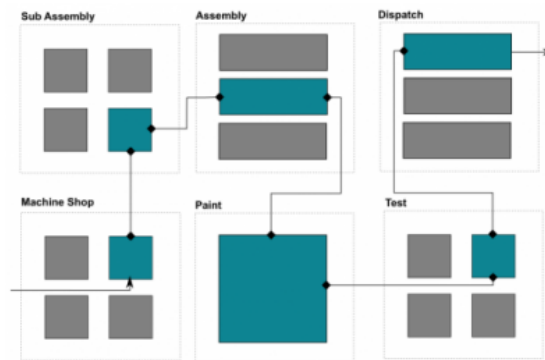 Sub Assembly
Assembly
Dispatch
Machine Shop
Paint
Test